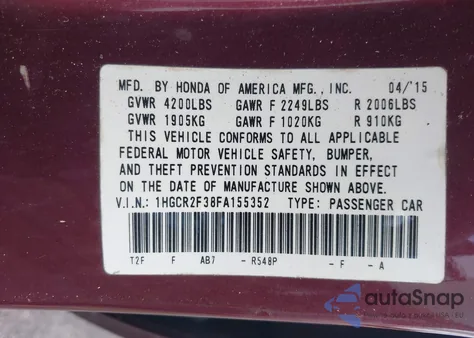 MFD. BY HONDA OF AMERICA MFG., INC. 04/'15
GVWR 4200LBS GAWR F 2249LBS R 2006LBS
GVWR 1905KG GAWR F 1020KG R 910KG
THIS VEHICLE CONFORMS TO ALL APPLICABLE
FEDERAL MOTOR VEHICLE SAFETY, BUMPER,
AND THEFT PREVENTION STANDARDS IN EFFECT
ON THE DATE OF MANUFACTURE SHOWN ABOVE.
V.I.N.: 1HGCR2F38FA155352 TYPE: PASSENGER CAR
T2F F AB7 - R548P - F - A
autoSnap